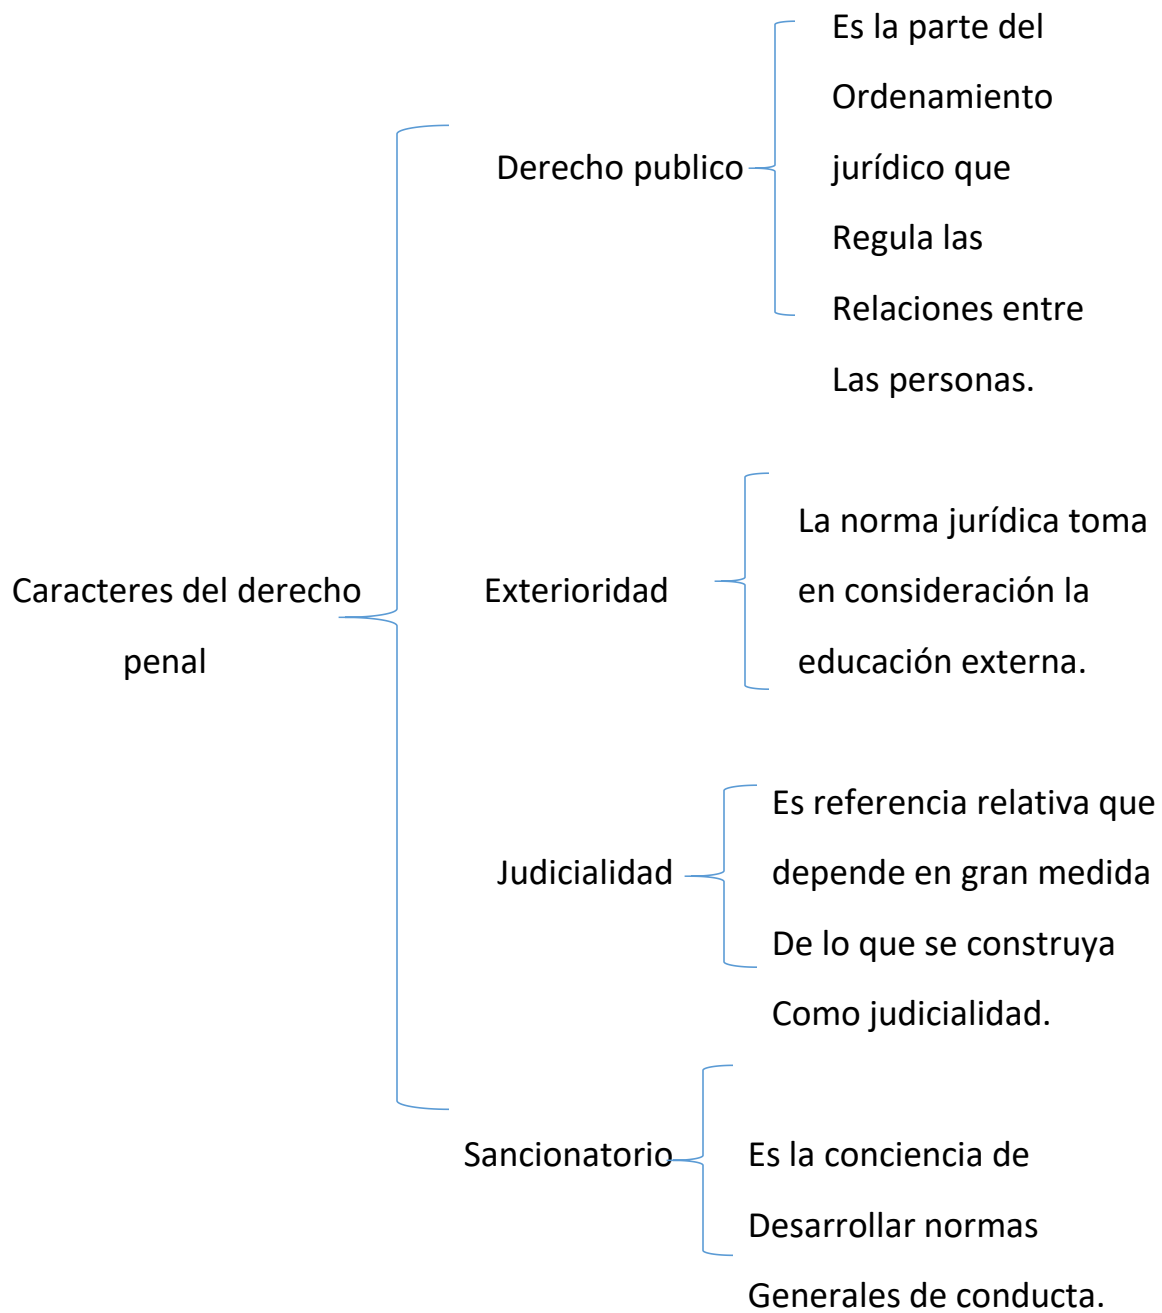 Caracteres del derecho
penal
Derecho publico
Es la parte del
Ordenamiento
jurídico que
Regula las
Relaciones entre
Las personas.
Exterioridad
La norma jurídica toma
en consideración la
educación externa.
Judicialidad
Es referencia relativa que
depende en gran medida
De lo que se construya
Como judicialidad.
Sancionatorio
Es la conciencia de
Desarrollar normas
Generales de conducta.